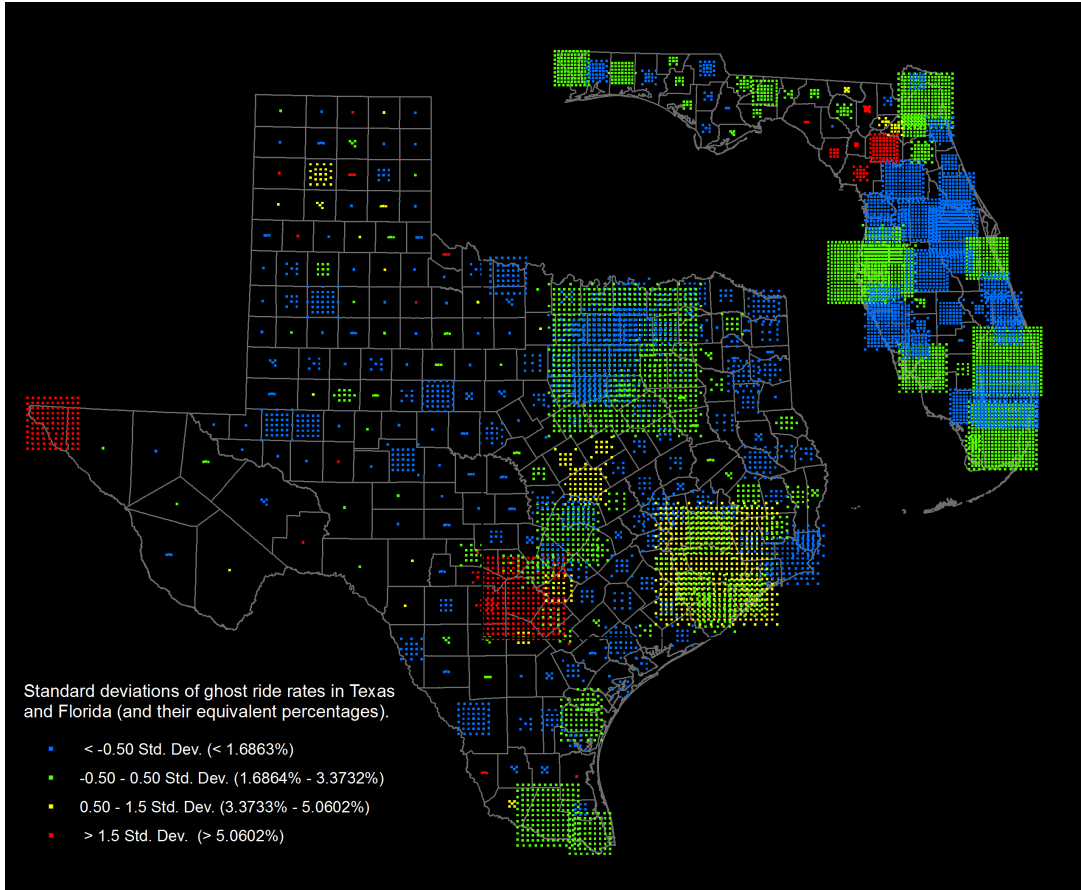 Standard deviations of ghost ride rates in Texas
and Florida (and their equivalent percentages).
< -0.50 Std. Dev. (< 1.6863%)
-0.50 - 0.50 Std. Dev. (1.6864% - 3.3732%)
0.50 - 1.5 Std. Dev. (3.3733% - 5.0602%)
> 1.5 Std. Dev. (> 5.0602%)